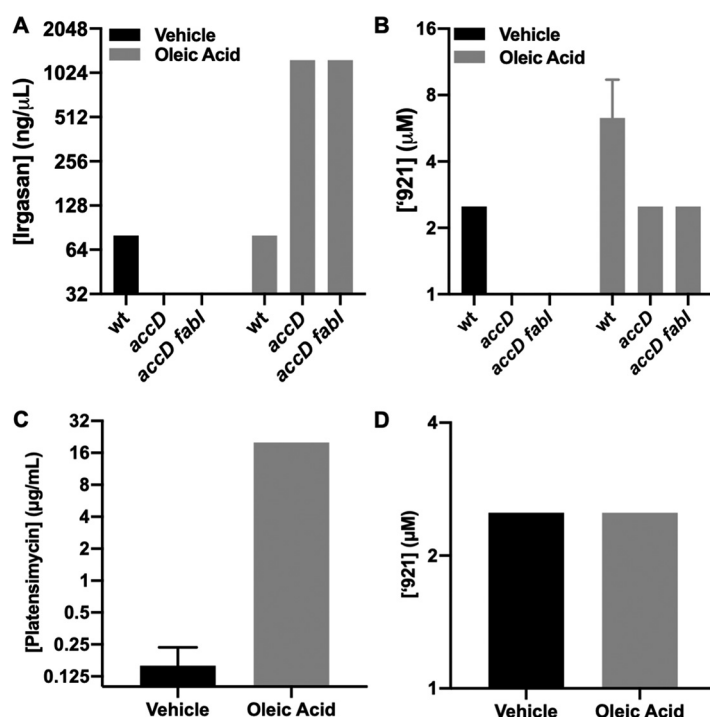 A
[Irgasan] (ng/μL)
2048
1024
512
256
128
64
32
Vehicle
Oleic Acid
wt
accD
accD fabI
wt
accD
accD fabI
B
['921] (μM)
16
8
4
2
1
Vehicle
Oleic Acid
wt
accD
accD fabI
wt
accD
accD fabI
C
[Platensimycin] (μg/mL)
32
16
8
4
2
1
0.5
0.25
0.125
Vehicle
Oleic Acid
D
['921] (μM)
4
2
1
Vehicle
Oleic Acid